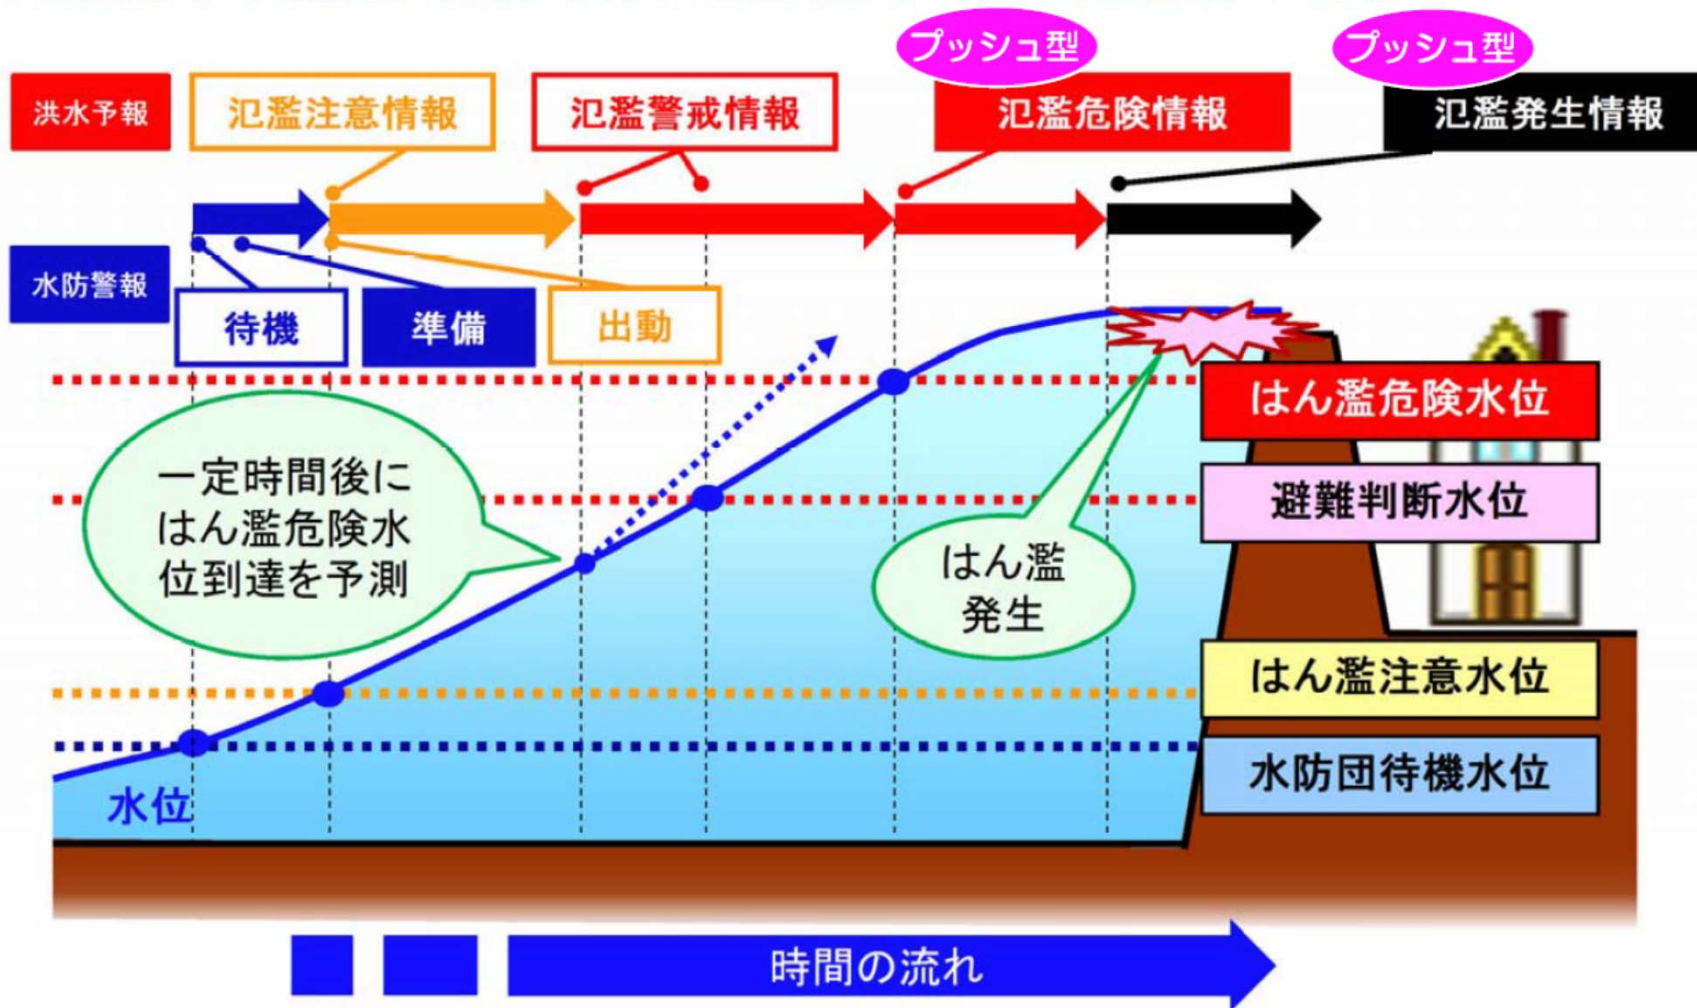 プッシュ型
プッシュ型
洪水予報
氾濫注意情報
氾濫警戒情報
氾濫危険情報
氾濫発生情報
水防警報
待機
準備
出動
はん濫危険水位
一定時間後に
はん濫危険水
位到達を予測
避難判断水位
はん濫
発生
はん濫注意水位
水防団待機水位
水位
時間の流れ